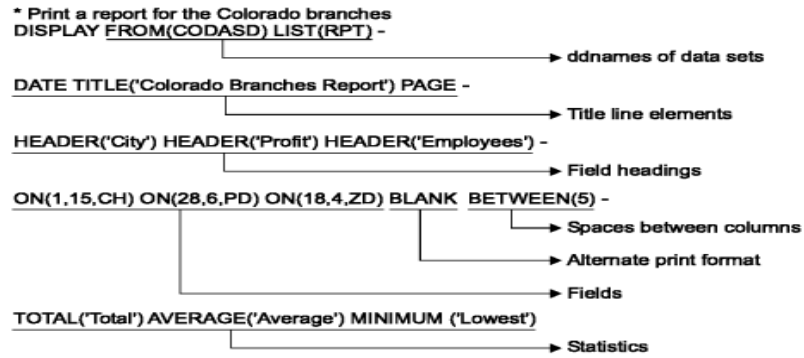 * Print a report for the Colorado branches
DISPLAY FROM(CODASD) LIST(RPT) -
ddnames of data sets
DATE TITLE('Colorado Branches Report') PAGE -
Title line elements
HEADER('City') HEADER('Profit') HEADER('Employees') -
Field headings
ON(1,15,CH) ON(28,6,PD) ON(18,4,ZD) BLANK BETWEEN(5) -
Spaces between columns
Alternate print format
Fields
TOTAL('Total') AVERAGE('Average') MINIMUM ('Lowest')
Statistics